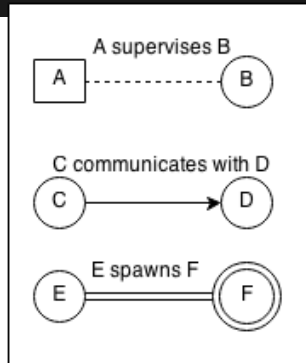 A supervises B
A B
C communicates with D
C D
E spawns F
E F